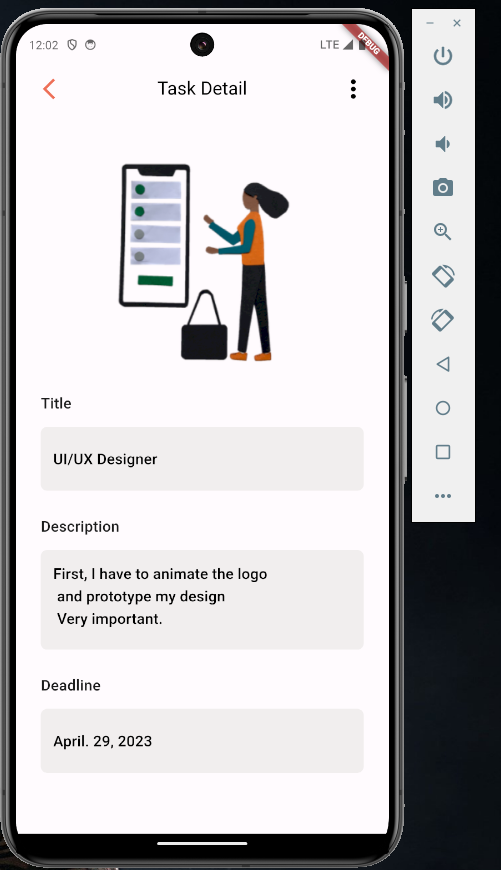 12:02
LTE
DEBUG
Task Detail
Title
UI/UX Designer
Description
First, I have to animate the logo
and prototype my design
Very important.
Deadline
April. 29, 2023